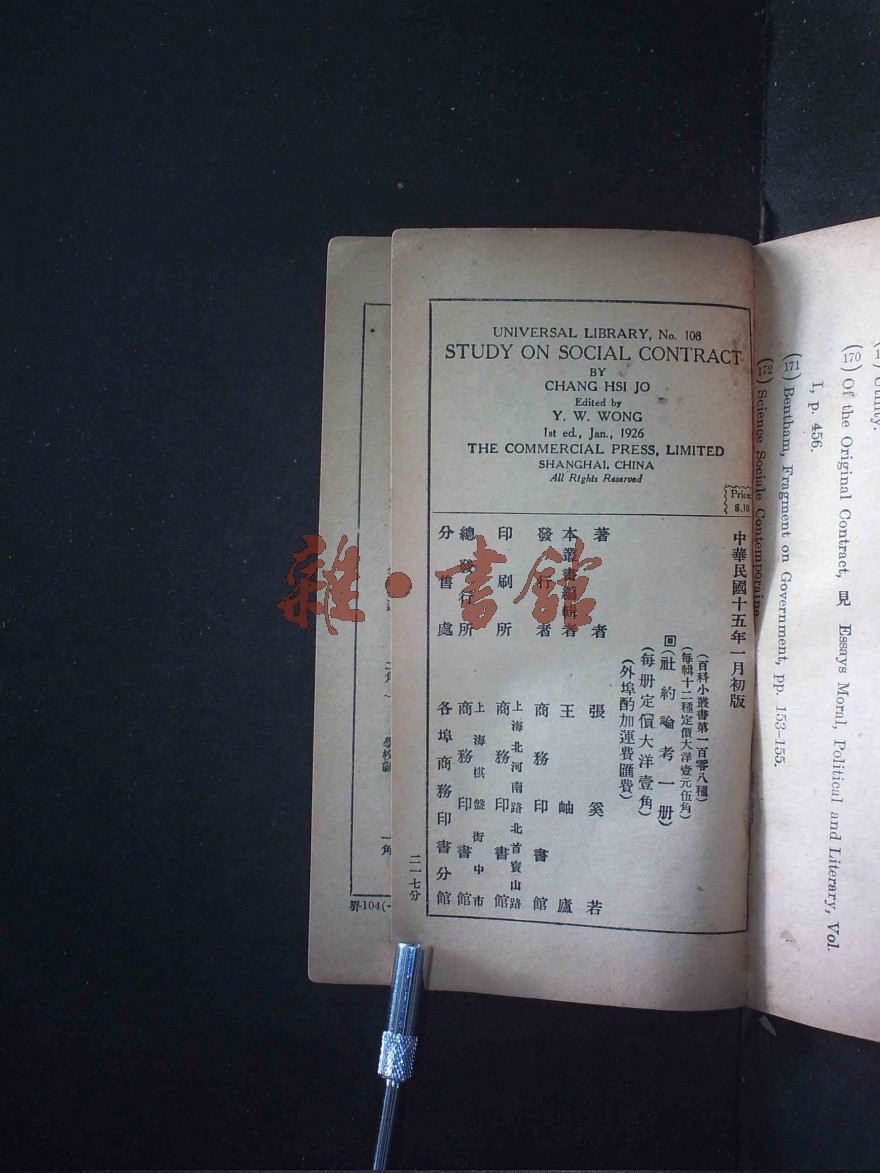 UNIVERSAL LIBRARY, No. 108
STUDY ON SOCIAL CONTRACT
BY
CHANG HSI JO
Edited by
Y. W. WONG
1st ed., Jan., 1926
THE COMMERCIAL PRESS, LIMITED
SHANGHAI, CHINA
All Rights Reserved
Price
$.10
中華民國十五年一月初版
(百科小叢書第一百零八種)
(每輯十二種定價大洋壹元伍角)
回(社約論考一册)
(每册定價大洋壹角)
(外埠酌加運費匯費)
著者 張奚若
本叢書編輯者 王岫廬
發行者 商務印書館
印刷所 上海北河南路北首寶山路
商務印書館
總發行所 上海棋盤街中市
商務印書館
分售處 各埠商務印書分館
二一七分
雜·書館
(170) Of the Original Contract, 見 Essays Moral, Political and Literary, Vol.
I, p. 456.
(171) Bentham, Fragment on Government, pp. 153–155.
(172) Science Sociale Contemporaine
一角
界104(一